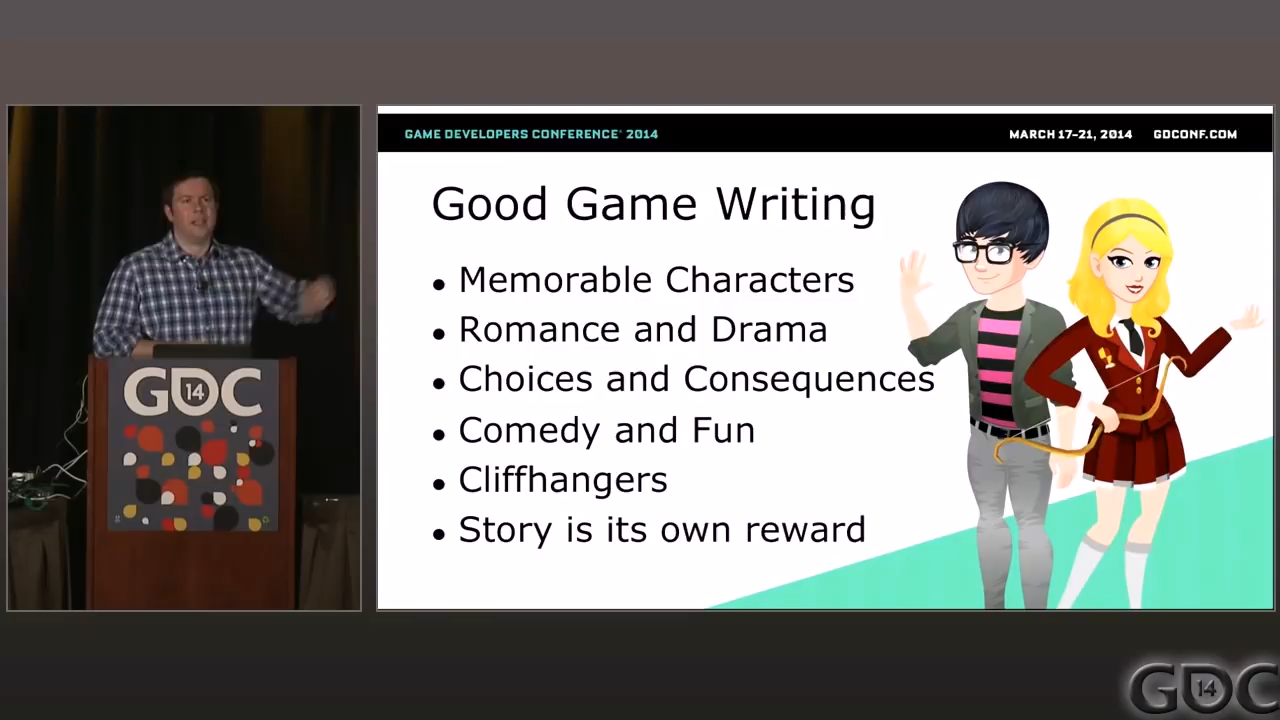 GAME DEVELOPERS CONFERENCE® 2014
MARCH 17-21, 2014 GDCONF.COM
Good Game Writing
• Memorable Characters
• Romance and Drama
• Choices and Consequences
• Comedy and Fun
• Cliffhangers
• Story is its own reward
GDC 14
GDC 14